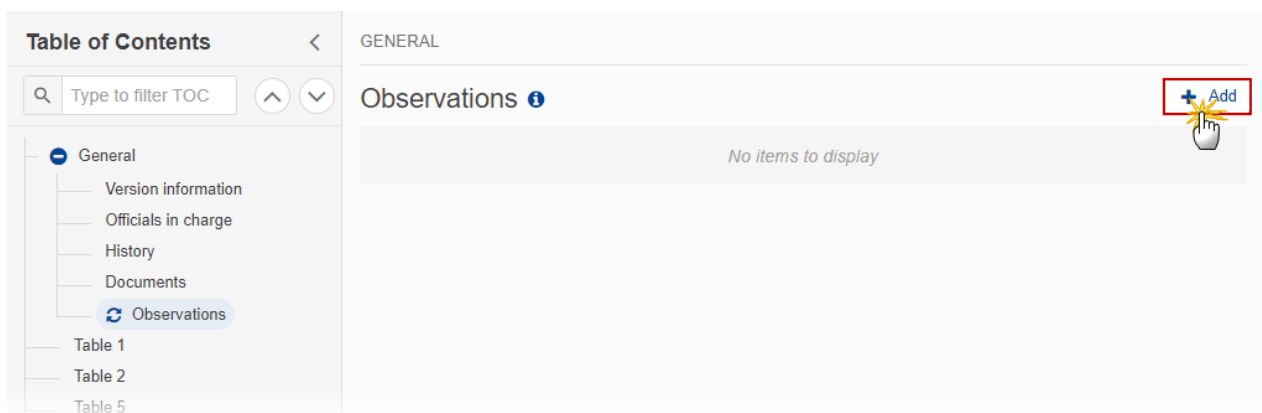 Table of Contents
Type to filter TOC
General
Version information
Officials in charge
History
Documents
Observations
Table 1
Table 2
Table 5
GENERAL
Observations
Add
No items to display